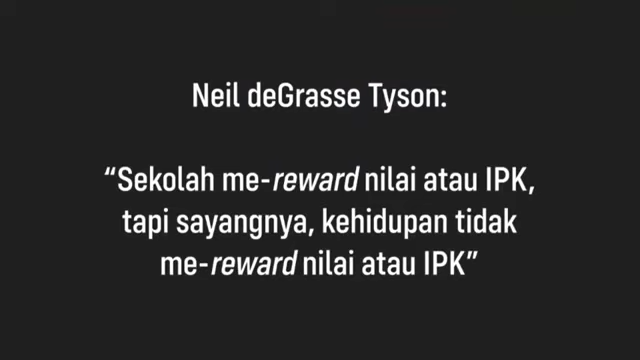 Neil deGrasse Tyson:
“Sekolah me-reward nilai atau IPK,
tapi sayangnya, kehidupan tidak
me-reward nilai atau IPK”